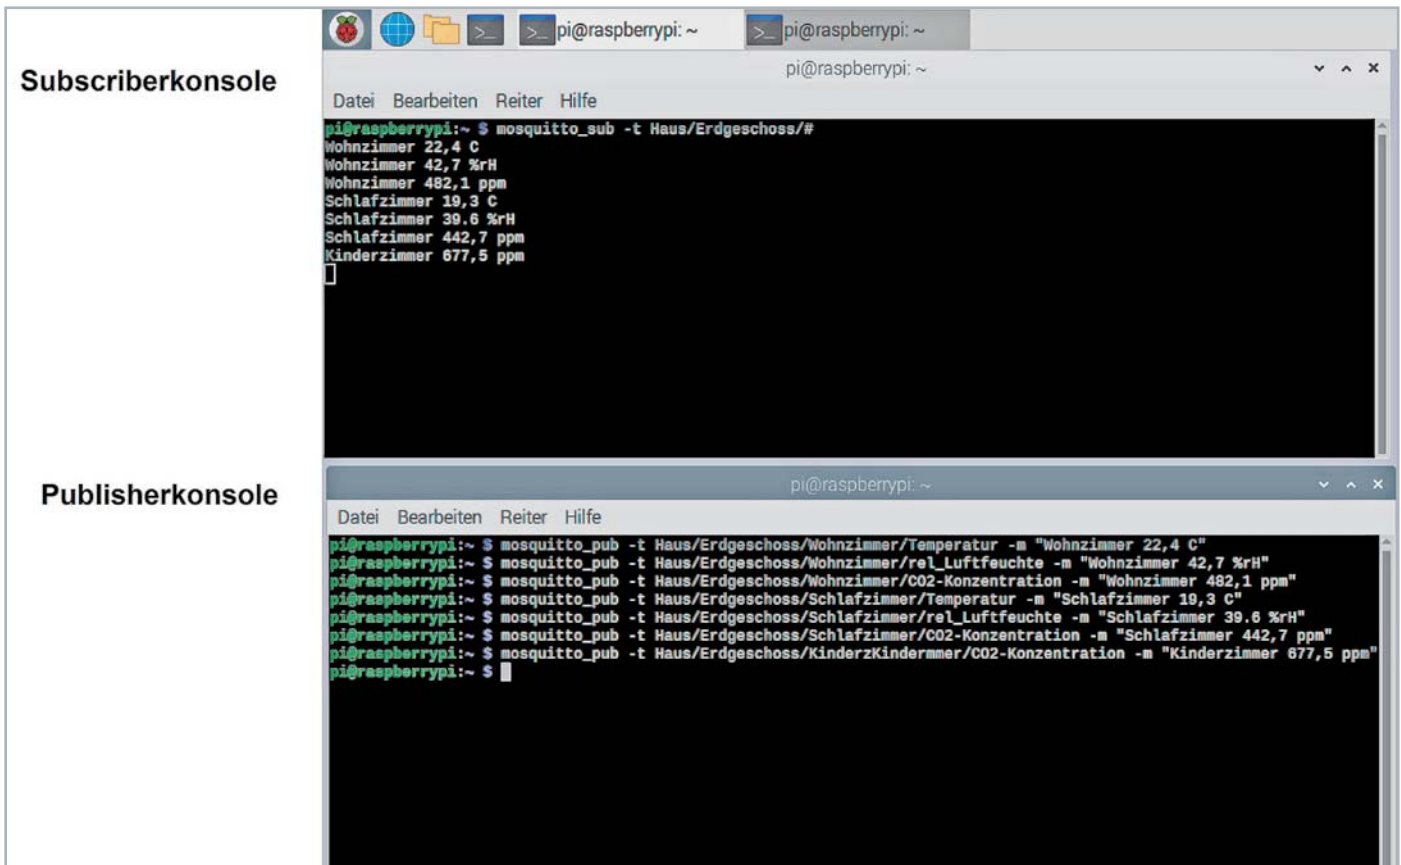 pi@raspberrypi: ~ pi@raspberrypi: ~
Subscriberkonsole
pi@raspberrypi: ~
Datei Bearbeiten Reiter Hilfe
pi@raspberrypi:~ $ mosquitto_sub -t Haus/Erdgeschoss/#
Wohnzimmer 22,4 C
Wohnzimmer 42,7 %rH
Wohnzimmer 482,1 ppm
Schlafzimmer 19,3 C
Schlafzimmer 39.6 %rH
Schlafzimmer 442,7 ppm
Kinderzimmer 677,5 ppm
Publisherkonsole
pi@raspberrypi: ~
Datei Bearbeiten Reiter Hilfe
pi@raspberrypi:~ $ mosquitto_pub -t Haus/Erdgeschoss/Wohnzimmer/Temperatur -m "Wohnzimmer 22,4 C"
pi@raspberrypi:~ $ mosquitto_pub -t Haus/Erdgeschoss/Wohnzimmer/rel_Luftfeuchte -m "Wohnzimmer 42,7 %rH"
pi@raspberrypi:~ $ mosquitto_pub -t Haus/Erdgeschoss/Wohnzimmer/CO2-Konzentration -m "Wohnzimmer 482,1 ppm"
pi@raspberrypi:~ $ mosquitto_pub -t Haus/Erdgeschoss/Schlafzimmer/Temperatur -m "Schlafzimmer 19,3 C"
pi@raspberrypi:~ $ mosquitto_pub -t Haus/Erdgeschoss/Schlafzimmer/rel_Luftfeuchte -m "Schlafzimmer 39.6 %rH"
pi@raspberrypi:~ $ mosquitto_pub -t Haus/Erdgeschoss/Schlafzimmer/CO2-Konzentration -m "Schlafzimmer 442,7 ppm"
pi@raspberrypi:~ $ mosquitto_pub -t Haus/Erdgeschoss/KinderzKindermmer/CO2-Konzentration -m "Kinderzimmer 677,5 ppm"
pi@raspberrypi:~ $